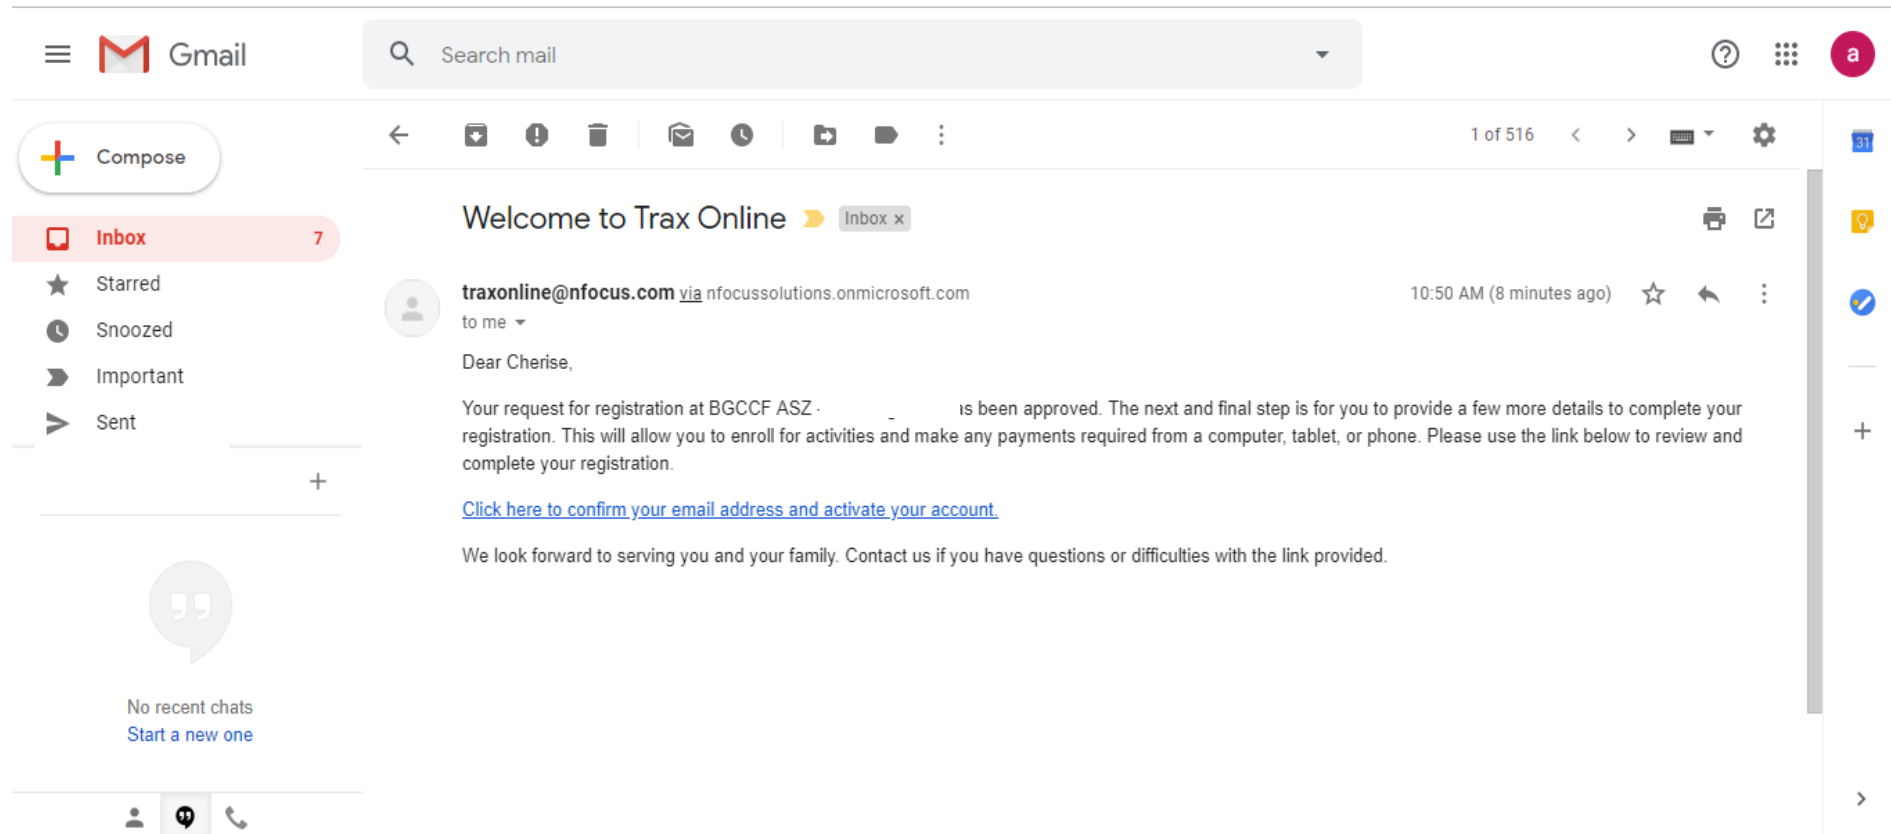 Gmail
Search mail
a
Compose
1 of 516
31
Inbox 7
Starred
Snoozed
Important
Sent
Welcome to Trax Online Inbox x
traxonline@nfocus.com via nfocussolutions.onmicrosoft.com 10:50 AM (8 minutes ago)
to me
Dear Cherise,
Your request for registration at BGCCF ASZ been approved. The next and final step is for you to provide a few more details to complete your
registration. This will allow you to enroll for activities and make any payments required from a computer, tablet, or phone. Please use the link below to review and
complete your registration.
Click here to confirm your email address and activate your account.
We look forward to serving you and your family. Contact us if you have questions or difficulties with the link provided.
No recent chats
Start a new one